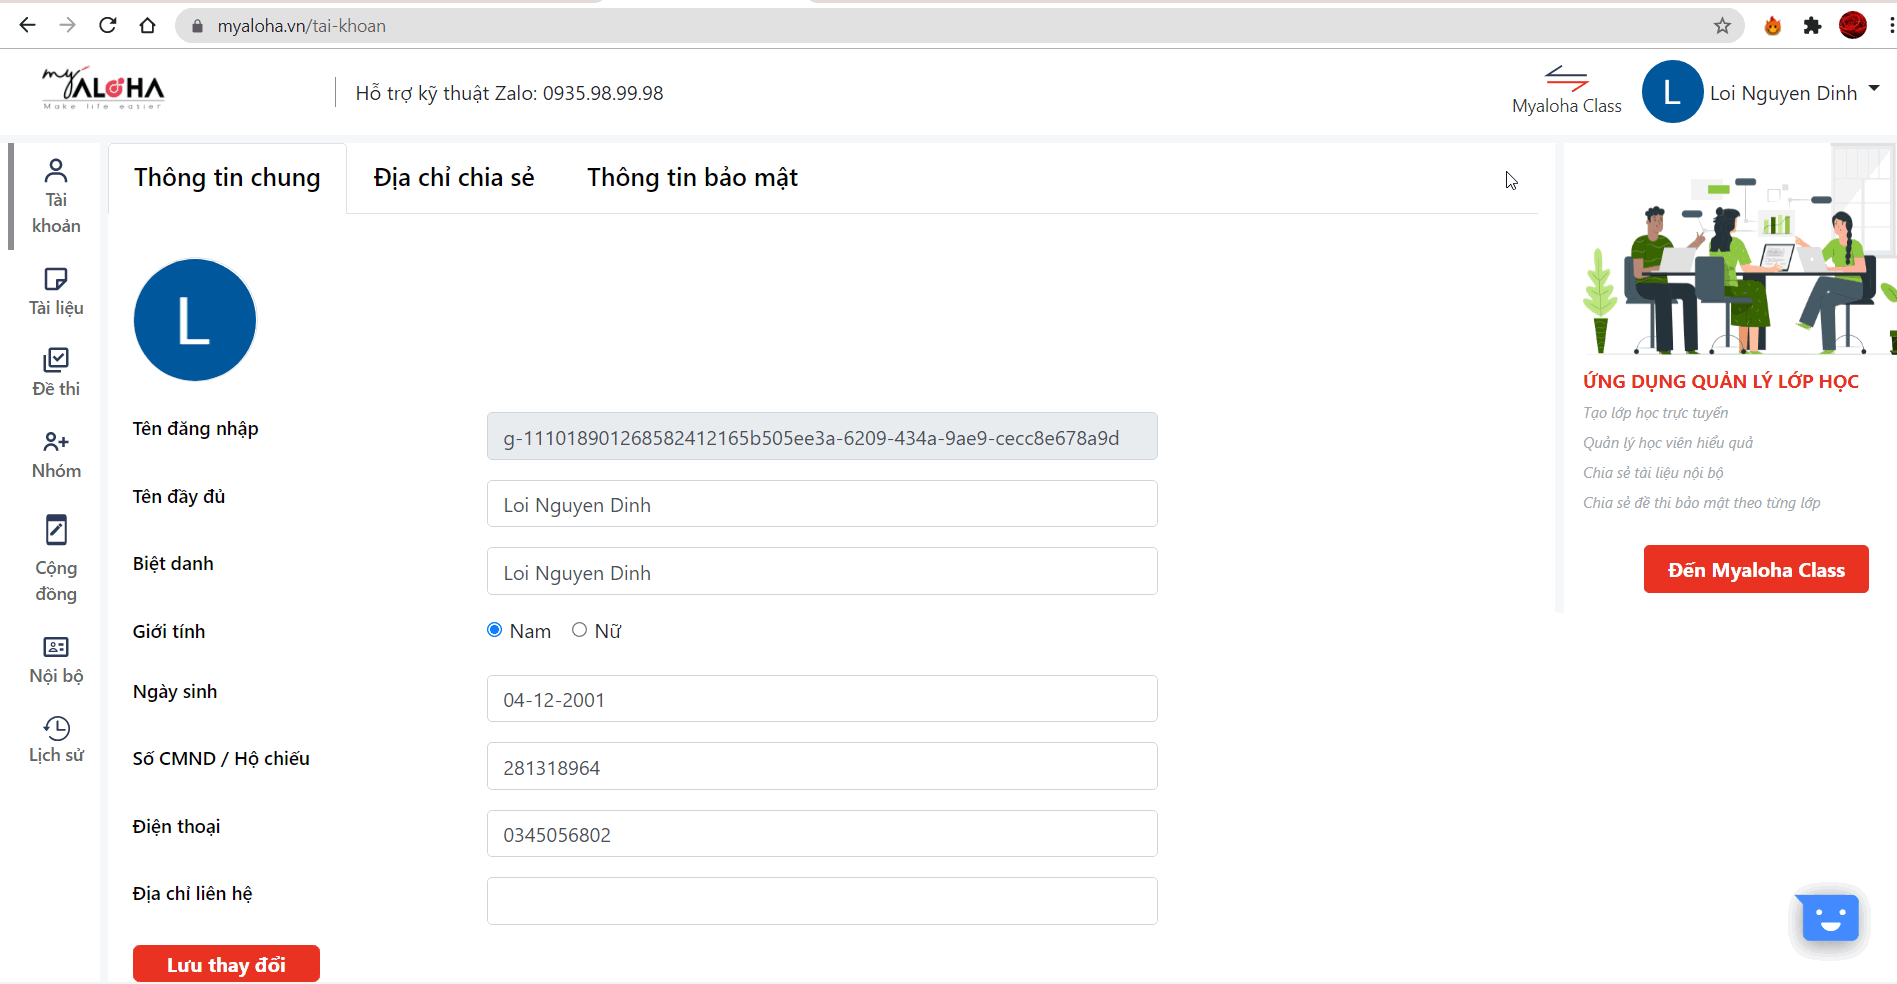 myaloha.vn/tai-khoan
my ALOHA
Make life easier
Hỗ trợ kỹ thuật Zalo: 0935.98.99.98
Myaloha Class
L
Loi Nguyen Dinh
Tài khoản
Tài liệu
Đề thi
Nhóm
Cộng đồng
Nội bộ
Lịch sử
Thông tin chung
Địa chỉ chia sẻ
Thông tin bảo mật
L
Tên đăng nhập
g-111018901268582412165b505ee3a-6209-434a-9ae9-cecc8e678a9d
Tên đầy đủ
Loi Nguyen Dinh
Biệt danh
Loi Nguyen Dinh
Giới tính
Nam
Nữ
Ngày sinh
04-12-2001
Số CMND / Hộ chiếu
281318964
Điện thoại
0345056802
Địa chỉ liên hệ
Lưu thay đổi
ỨNG DỤNG QUẢN LÝ LỚP HỌC
Tạo lớp học trực tuyến
Quản lý học viên hiểu quả
Chia sẻ tài liệu nội bộ
Chia sẻ đề thi bảo mật theo từng lớp
Đến Myaloha Class